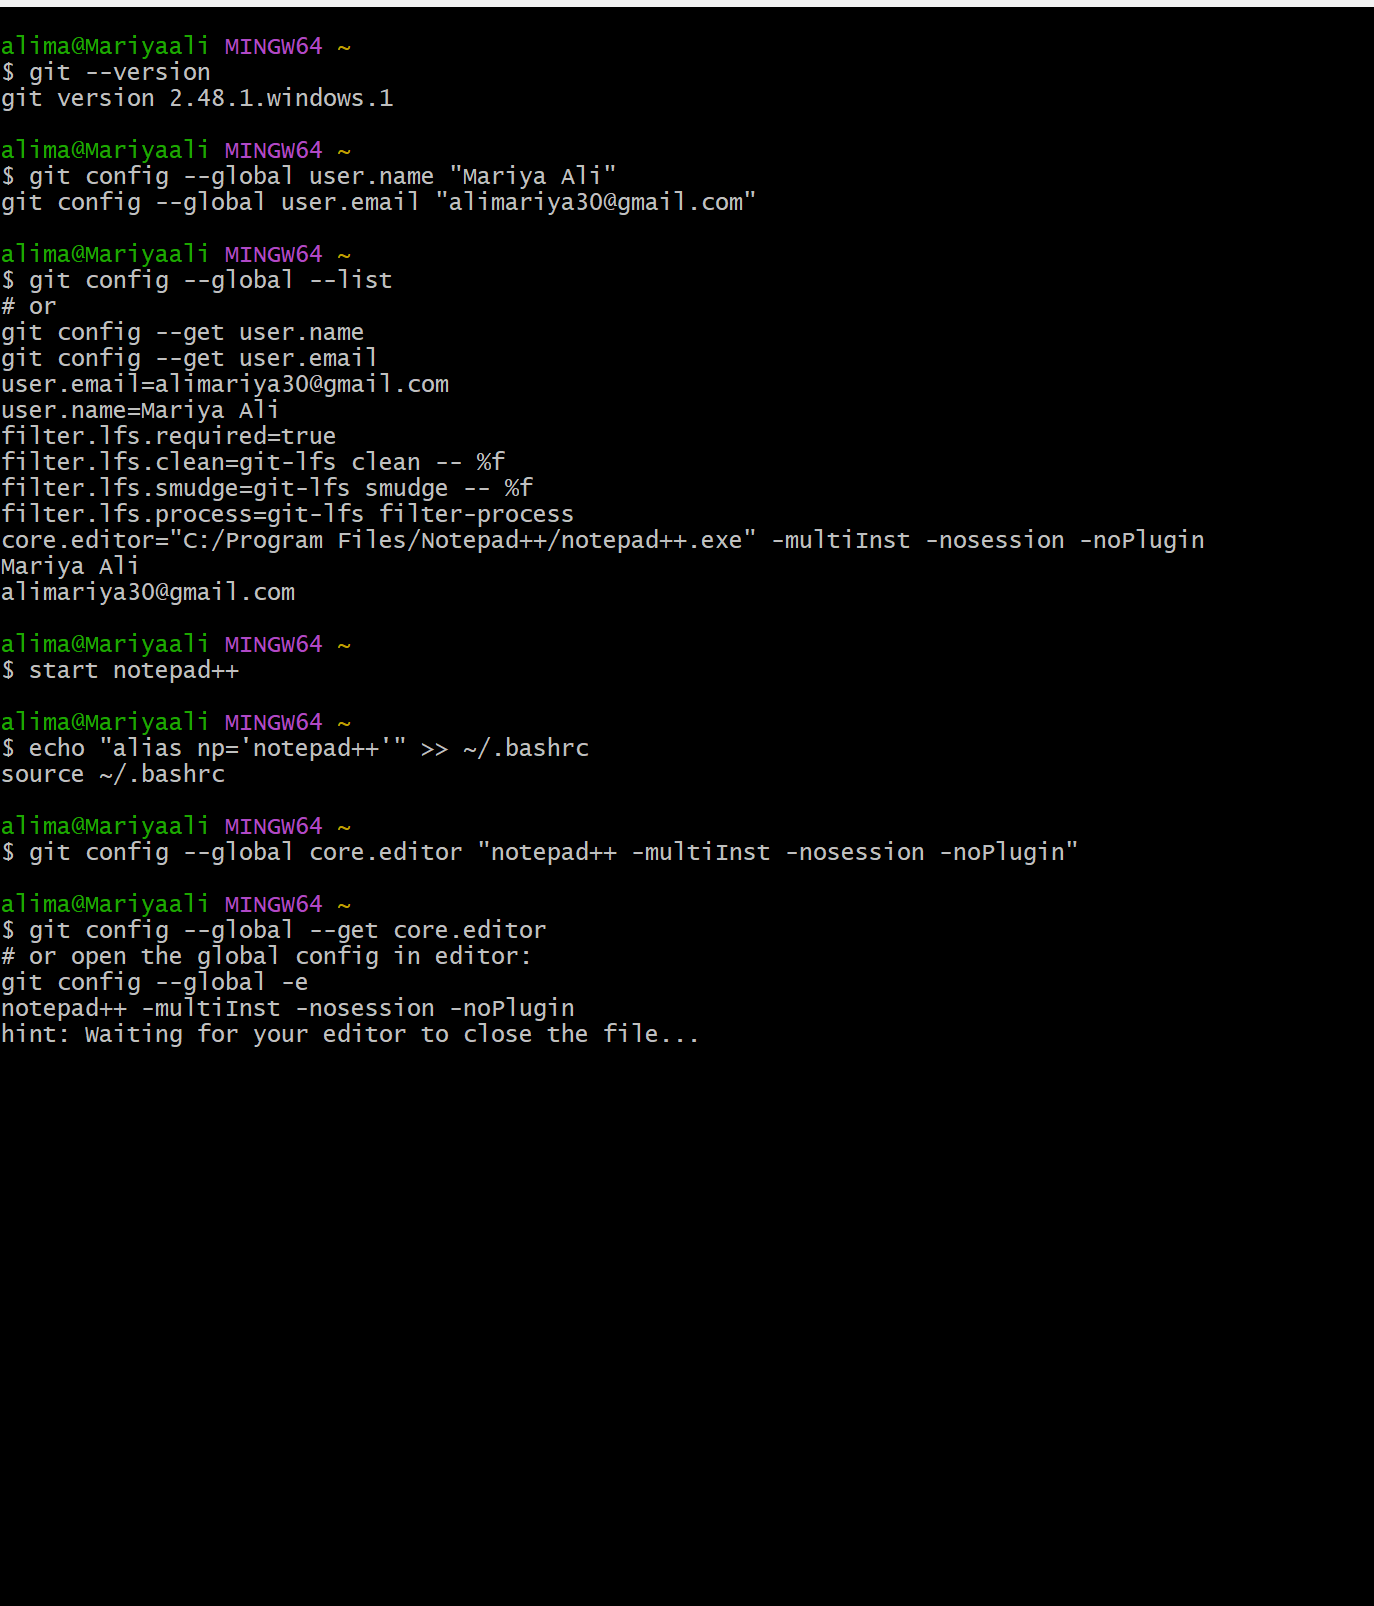 alima@Mariyaali MINGW64 ~
$ git --version
git version 2.48.1.windows.1
alima@Mariyaali MINGW64 ~
$ git config --global user.name "Mariya Ali"
git config --global user.email "alimariya30@gmail.com"
alima@Mariyaali MINGW64 ~
$ git config --global --list
# or
git config --get user.name
git config --get user.email
user.email=alimariya30@gmail.com
user.name=Mariya Ali
filter.lfs.required=true
filter.lfs.clean=git-lfs clean -- %f
filter.lfs.smudge=git-lfs smudge -- %f
filter.lfs.process=git-lfs filter-process
core.editor="C:/Program Files/Notepad++/notepad++.exe" -multiInst -nosession -noPlugin
Mariya Ali
alimariya30@gmail.com
alima@Mariyaali MINGW64 ~
$ start notepad++
alima@Mariyaali MINGW64 ~
$ echo "alias np='notepad++'" >> ~/.bashrc
source ~/.bashrc
alima@Mariyaali MINGW64 ~
$ git config --global core.editor "notepad++ -multiInst -nosession -noPlugin"
alima@Mariyaali MINGW64 ~
$ git config --global --get core.editor
# or open the global config in editor:
git config --global -e
notepad++ -multiInst -nosession -noPlugin
hint: Waiting for your editor to close the file...